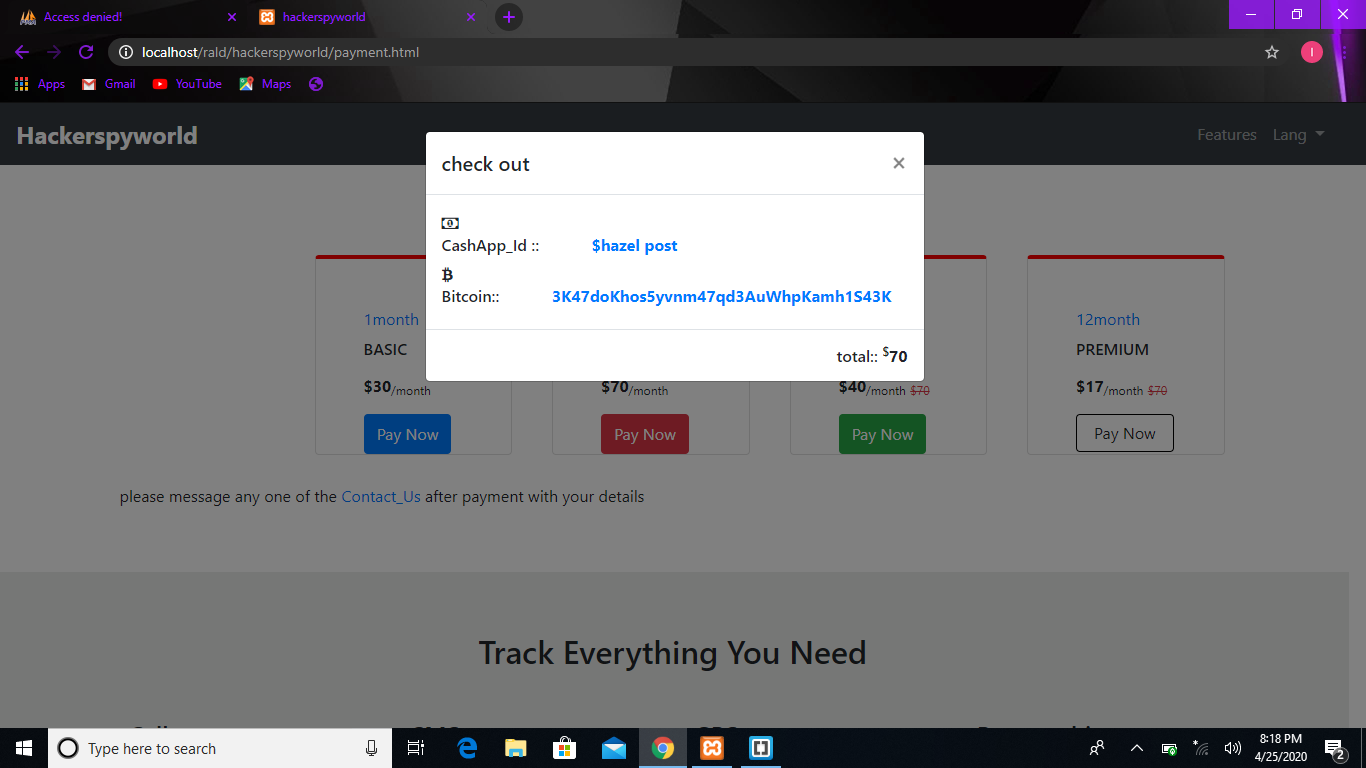 Access denied!
hackerspyworld
localhost/rald/hackerspyworld/payment.html
I
Apps
Gmail
YouTube
Maps
Hackerspyworld
Features
Lang
check out
CashApp_Id ::
$hazel post
Bitcoin::
3K47doKhos5yvnm47qd3AuWhpKamh1S43K
total:: $70
1month
BASIC
$30/month
Pay Now
$70/month
Pay Now
$40/month $70
Pay Now
12month
PREMIUM
$17/month $70
Pay Now
please message any one of the Contact_Us after payment with your details
Track Everything You Need
Type here to search
8:18 PM
4/25/2020
2